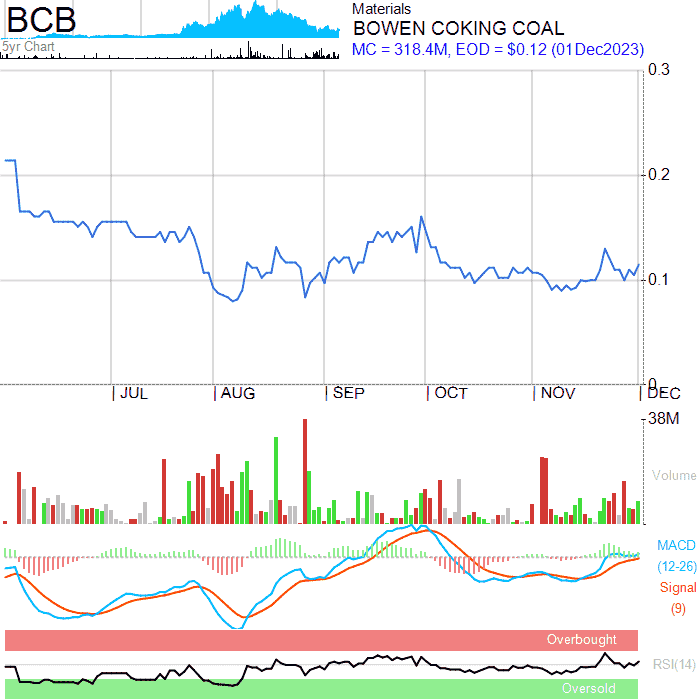 BCB
5yr Chart
Materials
BOWEN COKING COAL
MC = 318.4M, EOD = $0.12 (01Dec2023)
0.3
0.2
0.1
0
| JUL | AUG | SEP | OCT | NOV | DEC
38M
Volume
MACD
(12-26)
Signal
(9)
Overbought
RSI(14)
Oversold